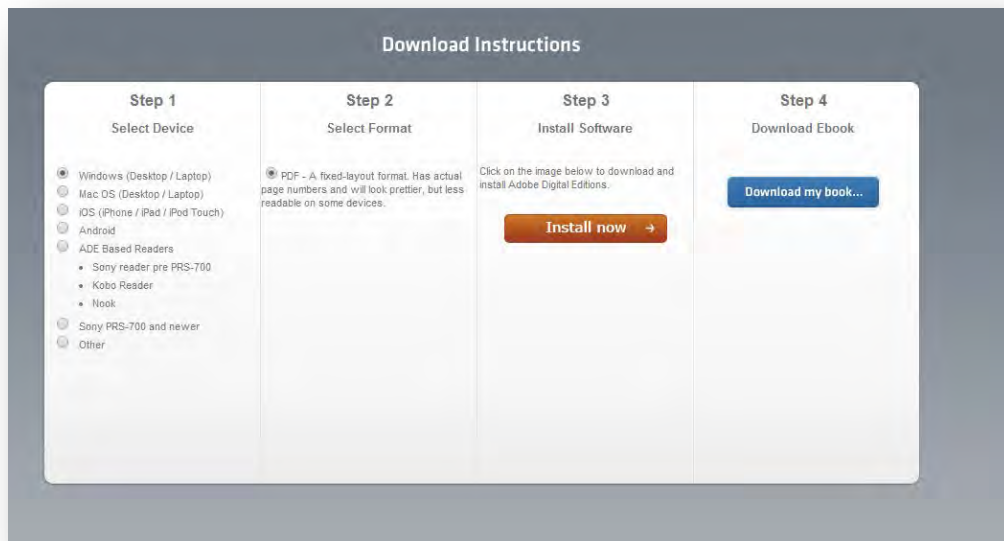 Download Instructions
Step 1
Select Device
Windows (Desktop / Laptop)
Mac OS (Desktop / Laptop)
iOS (iPhone / iPad / iPod Touch)
Android
ADE Based Readers
Sony reader pre PRS-700
Kobo Reader
Nook
Sony PRS-700 and newer
Other
Step 2
Select Format
PDF - A fixed-layout format. Has actual
page numbers and will look prettier, but less
readable on some devices.
Step 3
Install Software
Click on the image below to download and
install Adobe Digital Editions.
Install now →
Step 4
Download Ebook
Download my book...